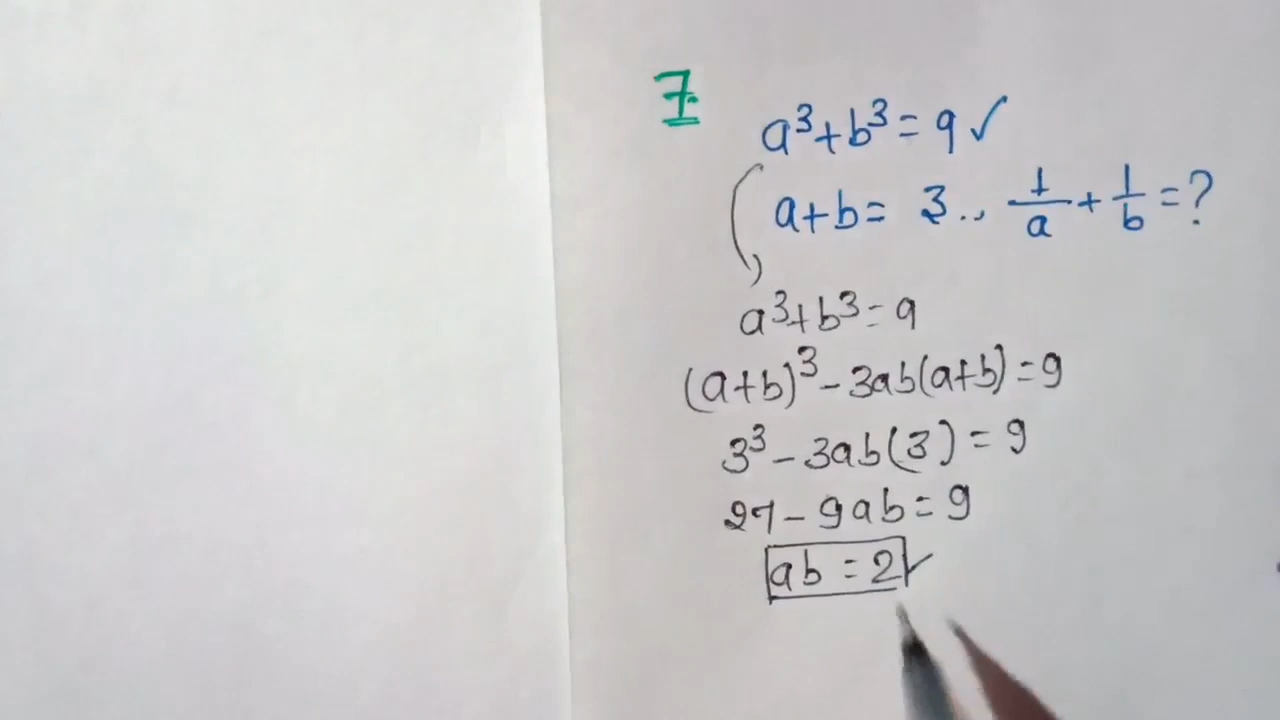 7.
a³+b³=9✓
a+b= 3.., 1/a + 1/b =?
a³+b³=9
(a+b)³-3ab(a+b)=9
3³-3ab(3)=9
27-9ab=9
ab=2✓